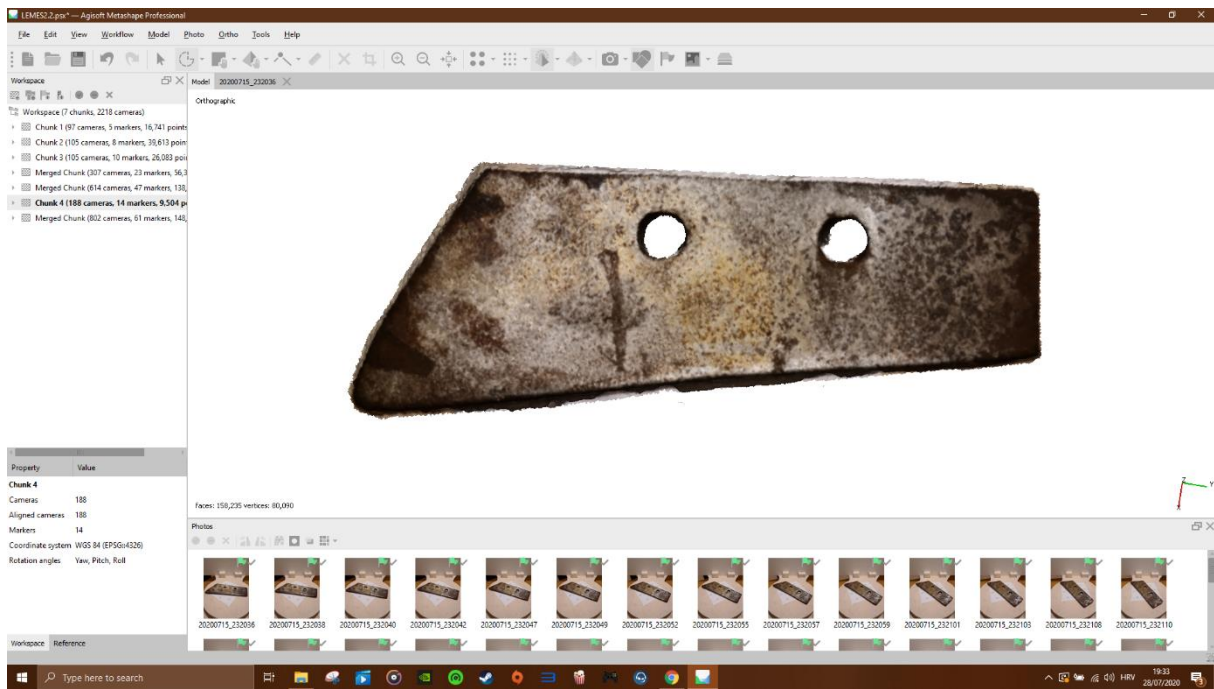 LEMES2.2.psx* — Agisoft Metashape Professional
File Edit View Workflow Model Photo Ortho Tools Help
Workspace
Model 20200715_232036
Orthographic
Workspace (7 chunks, 2218 cameras)
Chunk 1 (97 cameras, 5 markers, 16,741 points
Chunk 2 (105 cameras, 8 markers, 39,613 poin
Chunk 3 (105 cameras, 10 markers, 26,083 poi
Merged Chunk (307 cameras, 23 markers, 56,3
Merged Chunk (614 cameras, 47 markers, 138,
Chunk 4 (188 cameras, 14 markers, 9,504 p
Merged Chunk (802 cameras, 61 markers, 148,
Property Value
Chunk 4
Cameras 188
Aligned cameras 188
Markers 14
Coordinate system WGS 84 (EPSG::4326)
Rotation angles Yaw, Pitch, Roll
Workspace Reference
Faces: 158,235 vertices: 80,090
Z
Y
X
Photos
20200715_232036 20200715_232038 20200715_232040 20200715_232042 20200715_232047 20200715_232049 20200715_232052 20200715_232055 20200715_232057 20200715_232059 20200715_232101 20200715_232103 20200715_232108 20200715_232110
Type here to search
HRV
19:33
28/07/2020